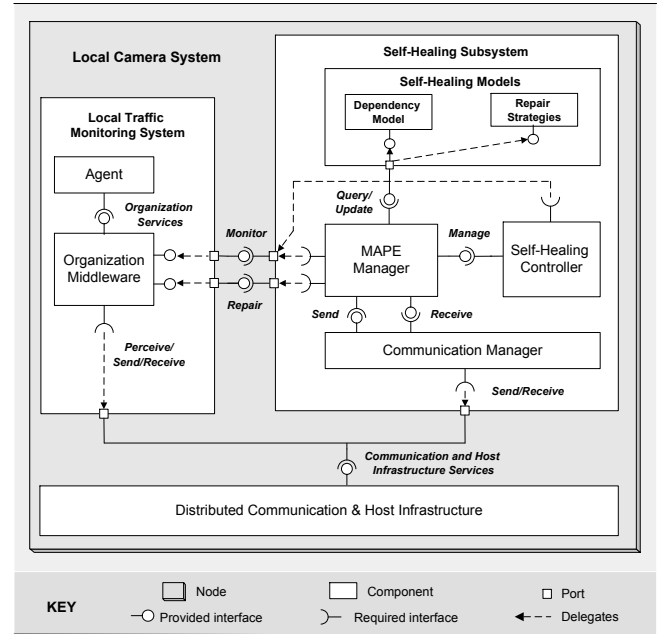 Local Camera System
Self-Healing Subsystem
Self-Healing Models
Dependency
Model
Repair
Strategies
Local Traffic
Monitoring System
Agent
Organization
Services
Organization
Middleware
Monitor
Repair
Query/
Update
MAPE
Manager
Manage
Self-Healing
Controller
Send
Receive
Perceive/
Send/Receive
Communication Manager
Send/Receive
Communication and Host
Infrastructure Services
Distributed Communication & Host Infrastructure
KEY
Node
Component
Port
Provided interface
Required interface
Delegates